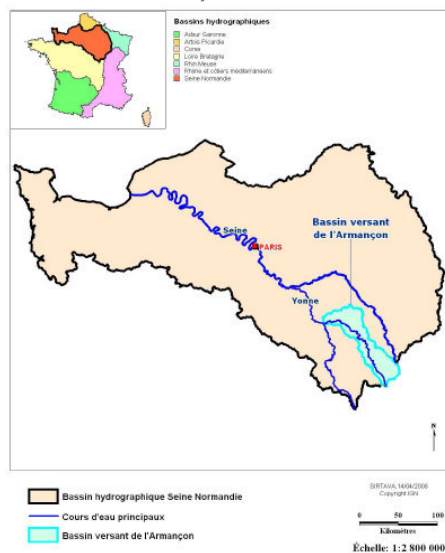 Bassins hydrographiques
Adour Garonne
Artois Picardie
Corse
Loire Bretagne
Rhin Meuse
Rhône et côtiers méditerranéens
Seine Normandie
Bassin versant
de l'Armançon
Seine
PARIS
Yonne
N
SIRTAVA,14/04/2006
Copyright IGN
Bassin hydrographique Seine Normandie
Cours d'eau principaux
Bassin versant de l'Armançon
0 50 100
Kilomètres
Échelle: 1:2 800 000